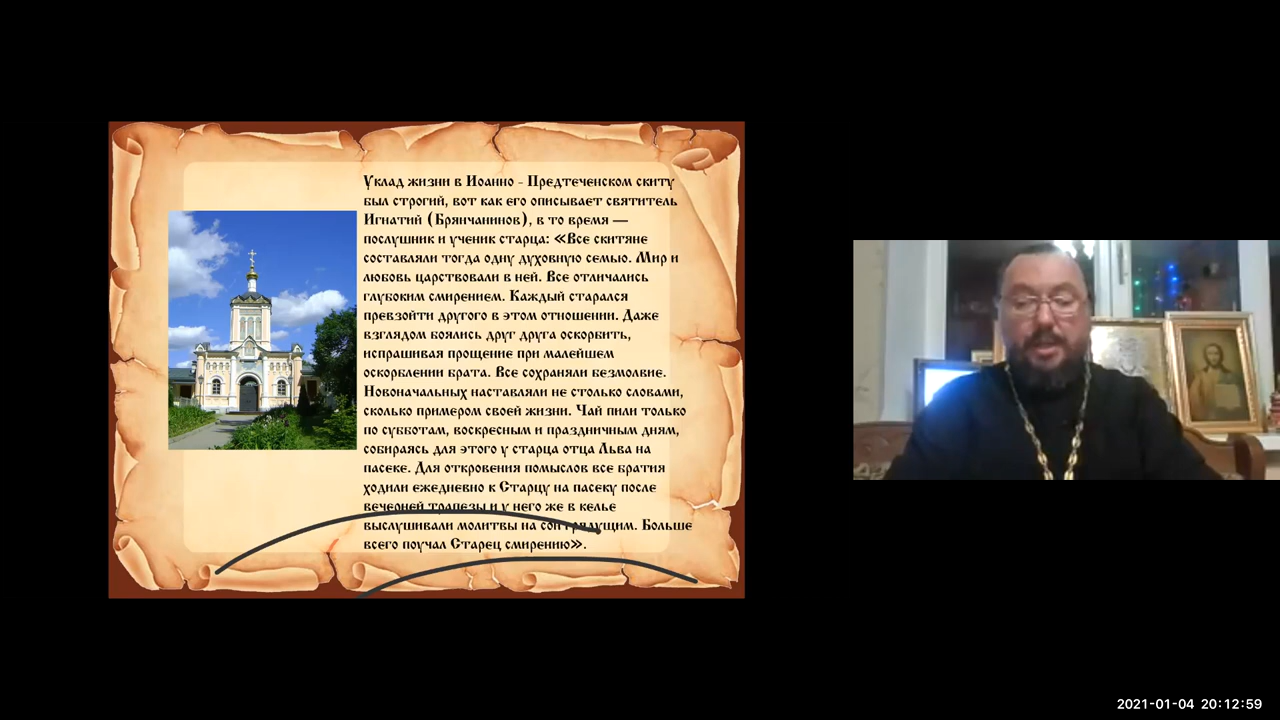 Уклад жизни в Иоанно - Предтеченском скиту
был строгий, вот как его описывает святитель
Игнатий (Брянчанинов), в то время —
послушник и ученик старца: «Все скитяне
составляли тогда одну духовную семью. Мир и
любовь царствовали в ней. Все отличались
глубоким смирением. Каждый старался
превзойти другого в этом отношении. Даже
взглядом боялись друг друга оскорбить,
испрашивая прощение при малейшем
оскорблении брата. Все сохраняли безмолвие.
Новоначальных наставляли не столько словами,
сколько примером своей жизни. Чай пили только
по субботам, воскресным и праздничным дням,
собираясь для этого у старца отца Льва на
пасеке. Для откровения помыслов все братия
ходили ежедневно к Старцу на пасеку после
вечерней трапезы и у него же в келье
выслушивали молитвы на сон грядущим. Больше
всего поучал Старец смирению».
2021-01-04 20:12:59